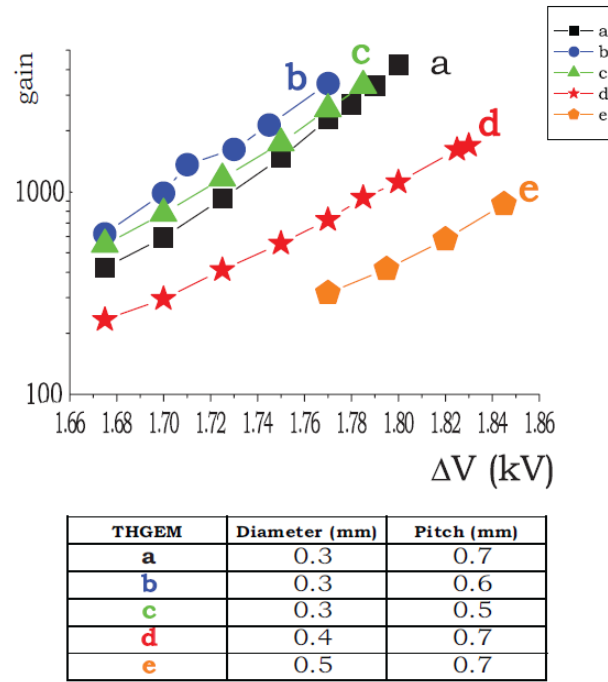 a
b
c
d
e
gain
b
c
a
d
e
1000
100
1.66 1.68 1.70 1.72 1.74 1.76 1.78 1.80 1.82 1.84 1.86
ΔV (kV)
THGEM Diameter (mm) Pitch (mm)
a 0.3 0.7
b 0.3 0.6
c 0.3 0.5
d 0.4 0.7
e 0.5 0.7